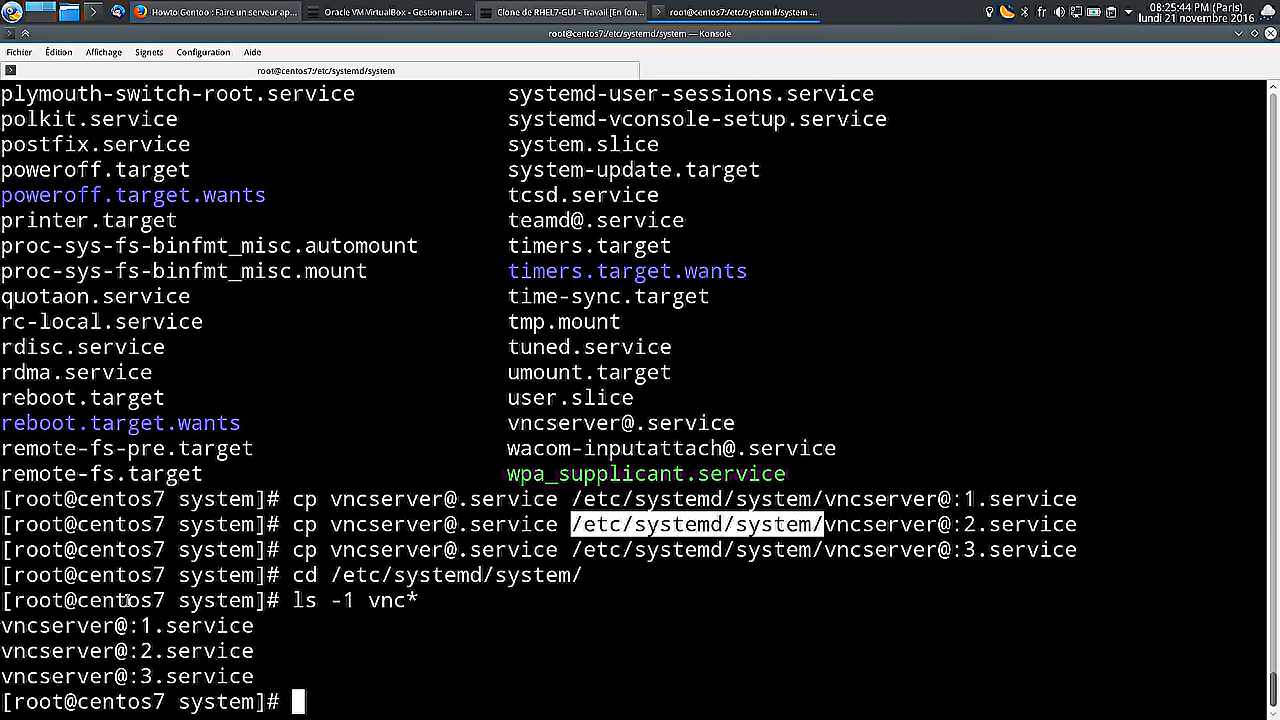 Howto Gentoo : Faire un serveur ap...
Oracle VM VirtualBox - Gestionnaire ...
Clone de RHEL7-GUI - Travail [En fon...
root@centos7:/etc/systemd/system ...
fr
08:25:44 PM (Paris)
lundi 21 novembre 2016
root@centos7:/etc/systemd/system — Konsole
Fichier Édition Affichage Signets Configuration Aide
root@centos7:/etc/systemd/system
plymouth-switch-root.service systemd-user-sessions.service
polkit.service systemd-vconsole-setup.service
postfix.service system.slice
poweroff.target system-update.target
poweroff.target.wants tcsd.service
printer.target teamd@.service
proc-sys-fs-binfmt_misc.automount timers.target
proc-sys-fs-binfmt_misc.mount timers.target.wants
quotaon.service time-sync.target
rc-local.service tmp.mount
rdisc.service tuned.service
rdma.service umount.target
reboot.target user.slice
reboot.target.wants vncserver@.service
remote-fs-pre.target wacom-inputattach@.service
remote-fs.target wpa_supplicant.service
[root@centos7 system]# cp vncserver@.service /etc/systemd/system/vncserver@:1.service
[root@centos7 system]# cp vncserver@.service /etc/systemd/system/vncserver@:2.service
[root@centos7 system]# cp vncserver@.service /etc/systemd/system/vncserver@:3.service
[root@centos7 system]# cd /etc/systemd/system/
[root@centos7 system]# ls -1 vnc*
vncserver@:1.service
vncserver@:2.service
vncserver@:3.service
[root@centos7 system]#